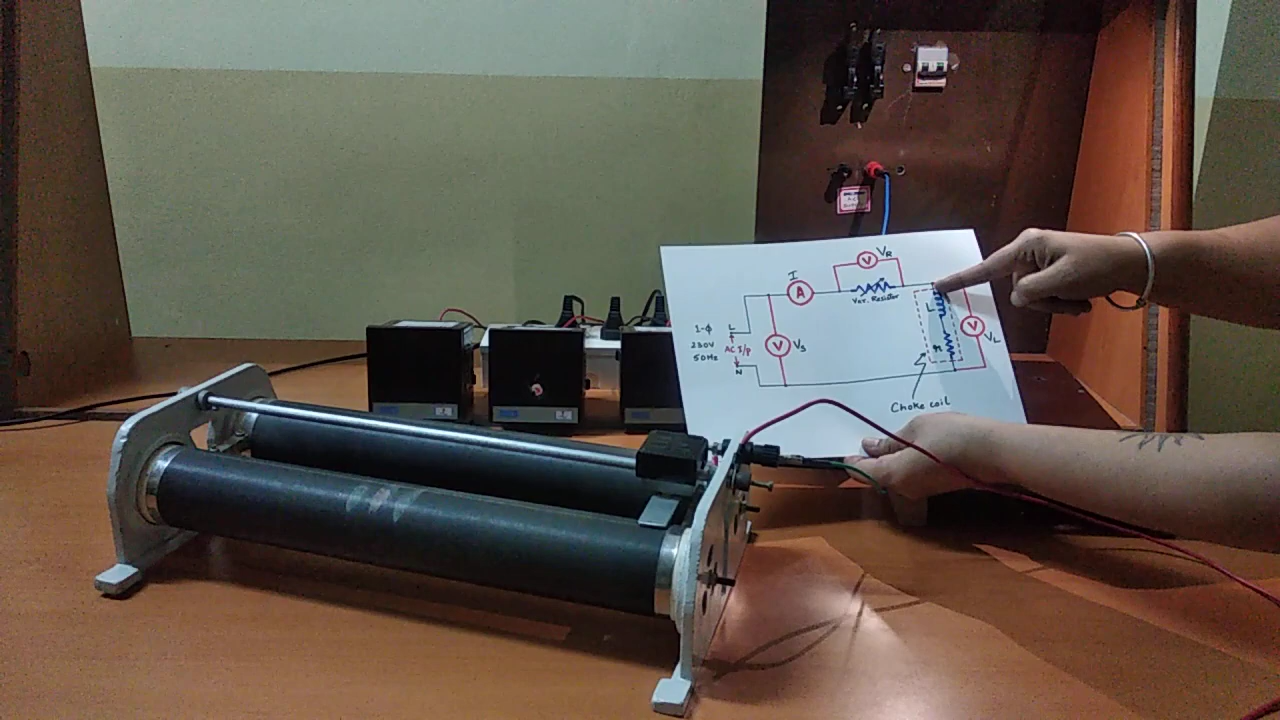 I
A
V
VR
Var. Resistor
1-ϕ
230V
50Hz
L
AC I/P
N
V
VS
L
r
V
VL
Choke coil